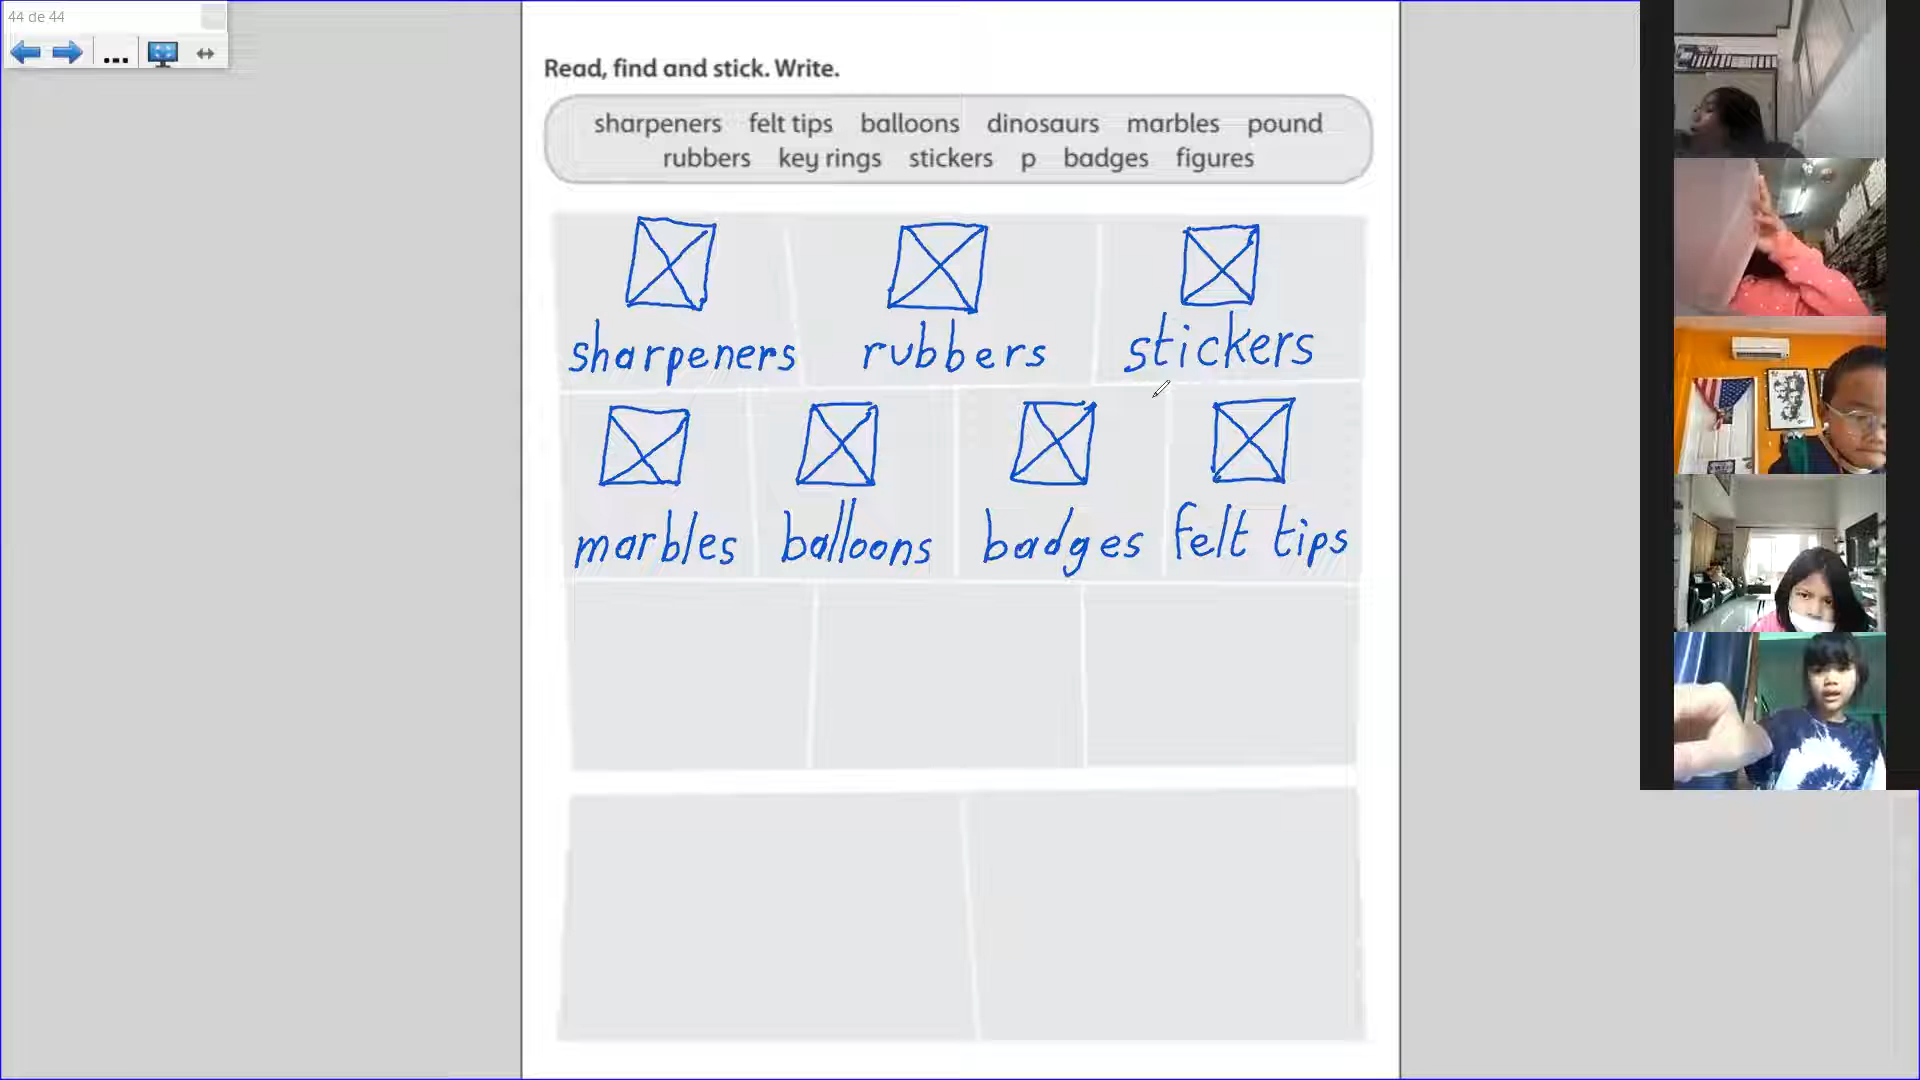 44 de 44
...
Read, find and stick. Write.
sharpeners felt tips balloons dinosaurs marbles pound
rubbers key rings stickers p badges figures
sharpeners rubbers stickers
marbles balloons badges felt tips